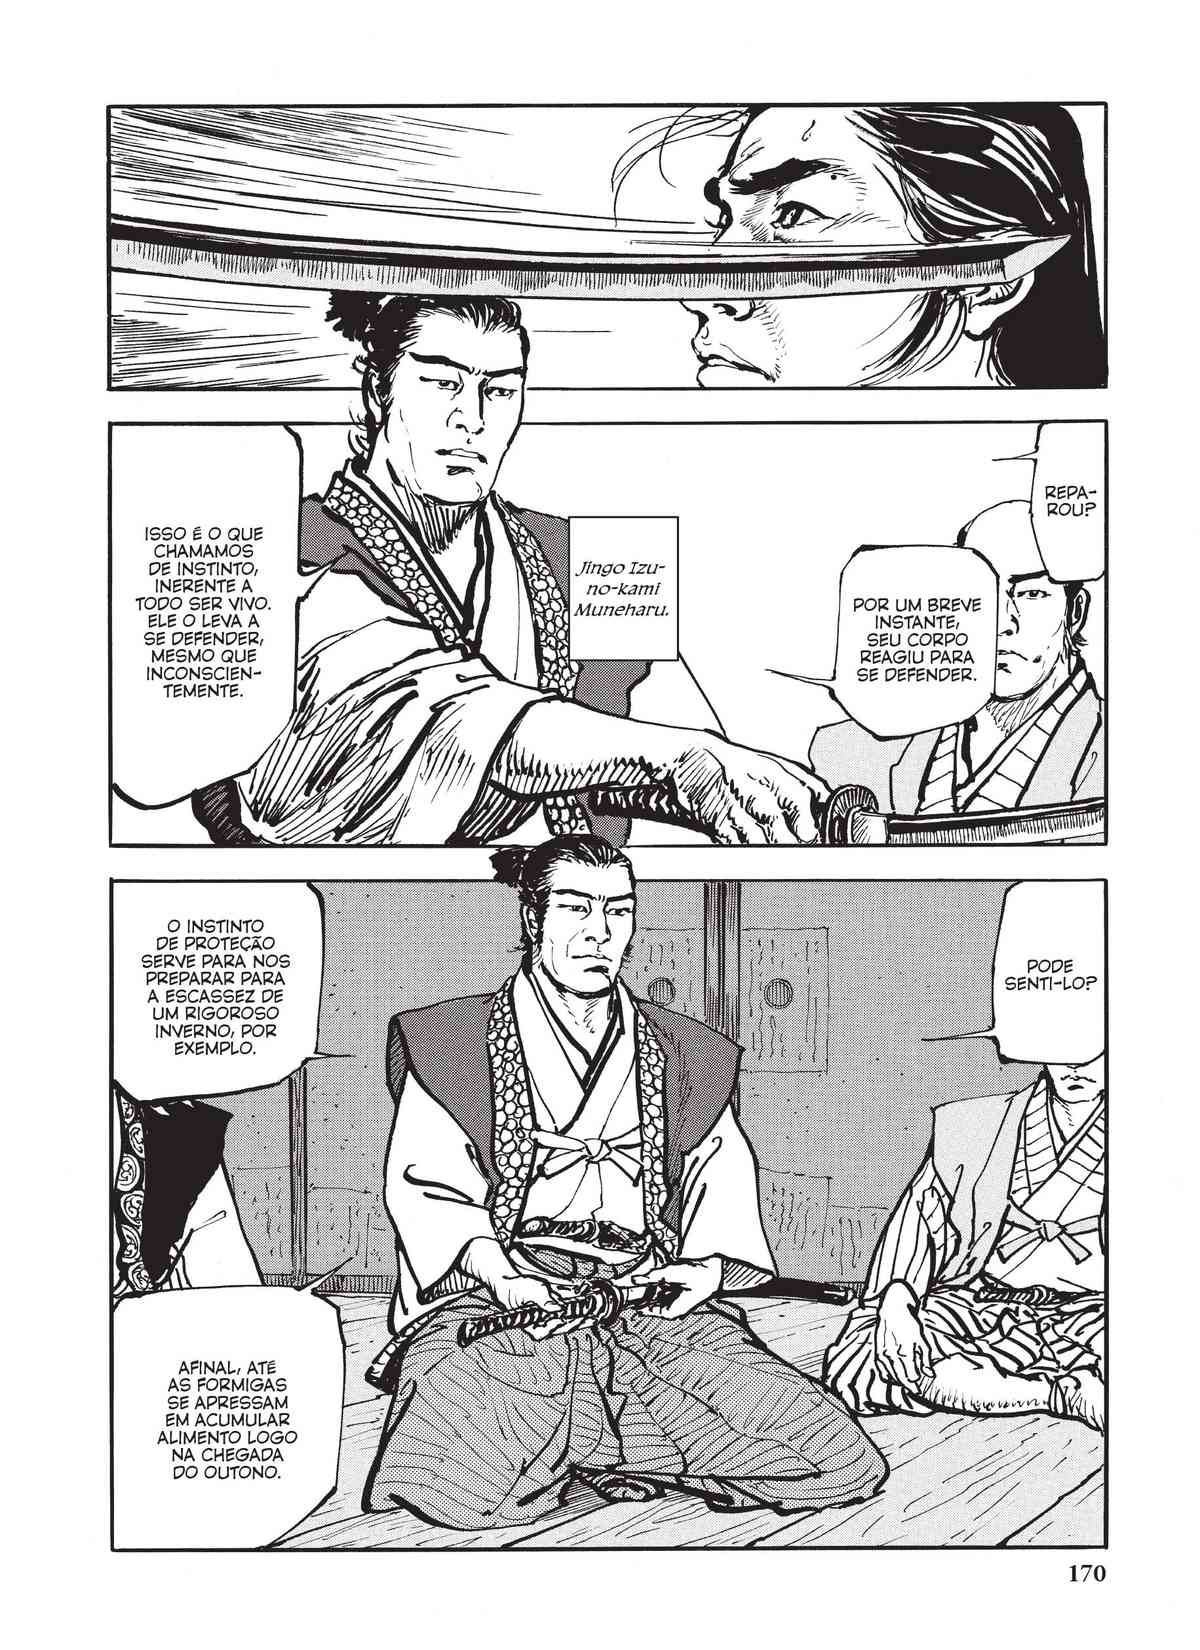 REPA-
ROU?
POR UM BREVE
INSTANTE,
SEU CORPO
REAGIU PARA
SE DEFENDER.
Jingo Izu-
no-kami
Muneharu.
ISSO É O QUE
CHAMAMOS
DE INSTINTO,
INERENTE A
TODO SER VIVO.
ELE O LEVA A
SE DEFENDER,
MESMO QUE
INCONSCIEN-
TEMENTE.
PODE
SENTI-LO?
O INSTINTO
DE PROTEÇÃO
SERVE PARA NOS
PREPARAR PARA
A ESCASSEZ DE
UM RIGOROSO
INVERNO, POR
EXEMPLO.
AFINAL, ATÉ
AS FORMIGAS
SE APRESSAM
EM ACUMULAR
ALIMENTO LOGO
NA CHEGADA
DO OUTONO.
170